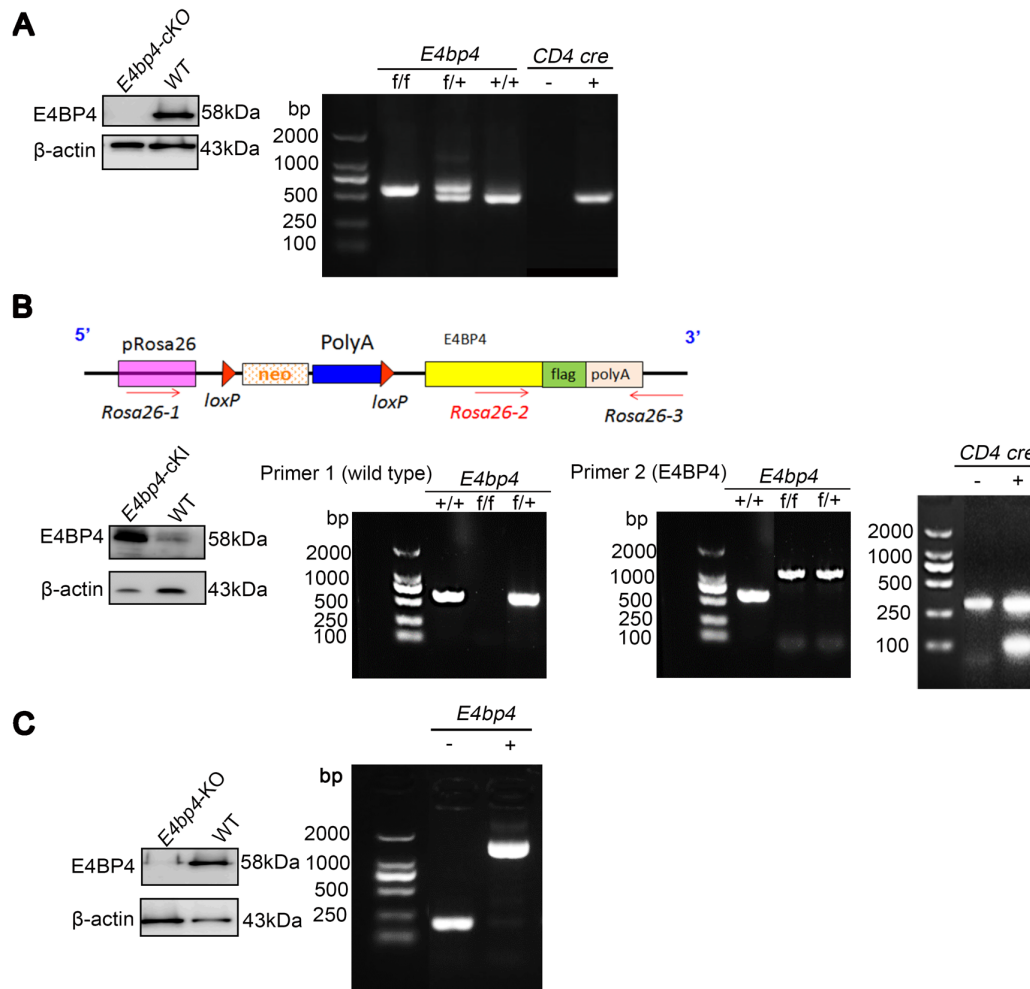 A
E4bp4-cKO
WT
E4BP4
58kDa
β-actin
43kDa
E4bp4
CD4 cre
f/f
f/+
+/+
-
+
bp
2000
1000
500
250
100
B
5’
3’
pRosa26
PolyA
E4BP4
neo
flag
polyA
Rosa26-1
loxP
loxP
Rosa26-2
Rosa26-3
E4bp4-cKI
WT
E4BP4
58kDa
β-actin
43kDa
Primer 1 (wild type)
E4bp4
+/+
f/f
f/+
bp
2000
1000
500
250
100
Primer 2 (E4BP4)
E4bp4
+/+
f/f
f/+
bp
2000
1000
500
250
100
CD4 cre
-
+
2000
1000
500
250
100
C
E4bp4-KO
WT
E4BP4
58kDa
β-actin
43kDa
E4bp4
-
+
bp
2000
1000
500
250